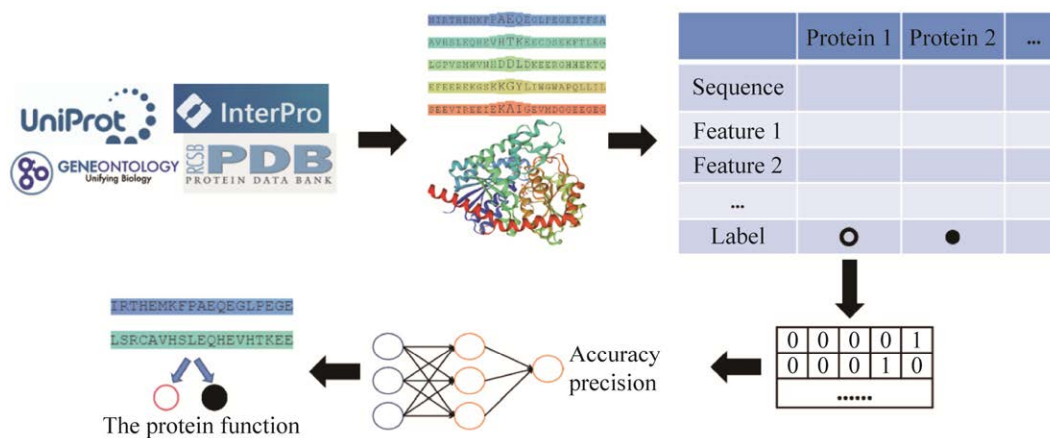 UniProt
InterPro
GENEONTOLOGY
Unifying Biology
RCSB
PDB
PROTEIN DATA BANK
Protein 1 Protein 2 ...
Sequence
Feature 1
Feature 2
...
Label
IRTHEMKFPAEQEGLPEGE
LSRCAVHSLEQHEVHTKEE
The protein function
Accuracy
precision
0 0 0 0 1
0 0 0 1 0
......